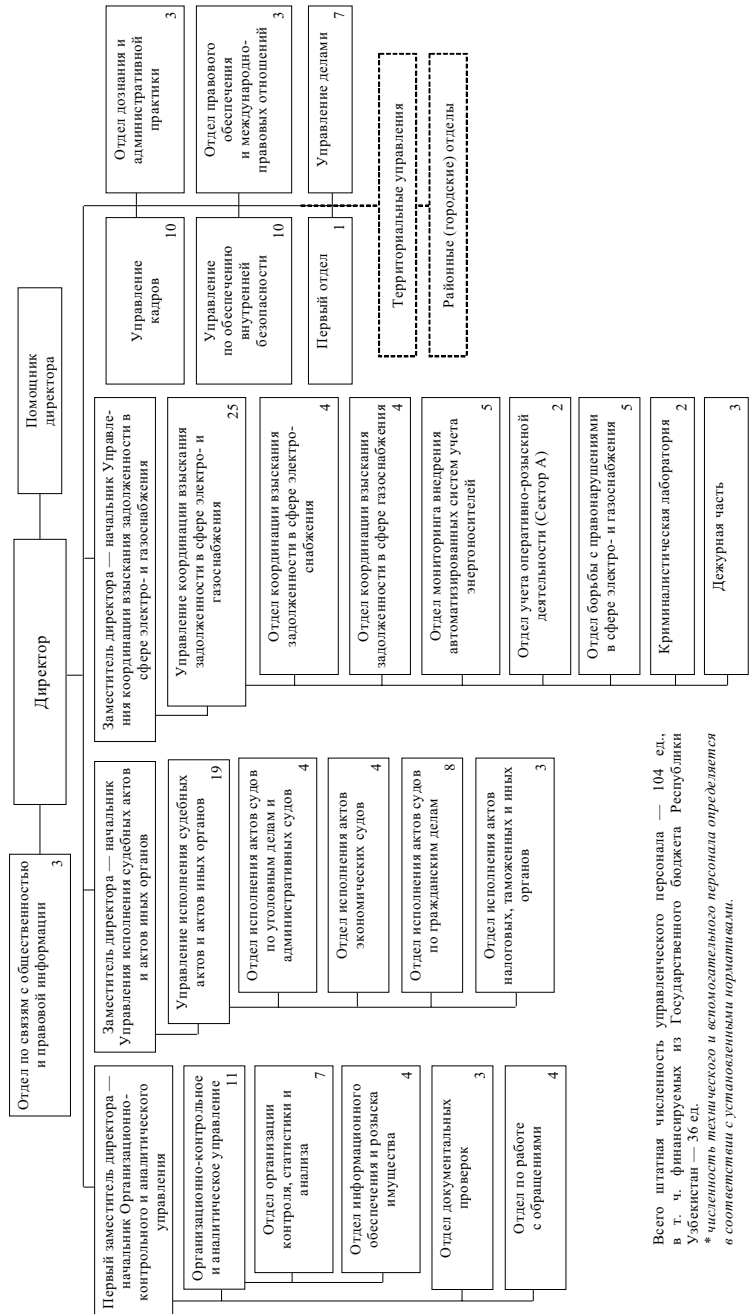 Директор
Помощник
директора
Отдел по связям с общественностью
и правовой информации
3
Первый заместитель директора —
начальник Организационно-
контрольного и аналитического
управления
Организационно-контрольное
и аналитическое управление
11
Отдел организации
контроля, статистики и
анализа
7
Отдел информационного
обеспечения и розыска
имущества
4
Отдел документальных
проверок
3
Отдел по работе
с обращениями
4
Заместитель директора — начальник
Управления исполнения судебных актов
и актов иных органов
Управление исполнения судебных
актов и актов иных органов
19
Отдел исполнения актов судов
по уголовным делам и
административных судов
4
Отдел исполнения актов
экономических судов
4
Отдел исполнения актов судов
по гражданским делам
8
Отдел исполнения актов
налоговых, таможенных и иных
органов
3
Заместитель директора — начальник Управле-
ния координации взыскания задолженности в
сфере электро- и газоснабжения
Управление координации взыскания
задолженности в сфере электро- и
газоснабжения
25
Отдел координации взыскания
задолженности в сфере электро-
снабжения
4
Отдел координации взыскания
задолженности в сфере газоснабжения
4
Отдел мониторинга внедрения
автоматизированных систем учета
энергоносителей
5
Отдел учета оперативно-розыскной
деятельности (Сектор А)
2
Отдел борьбы с правонарушениями
в сфере электро- и газоснабжения
5
Криминалистическая лаборатория
2
Дежурная часть
3
Управление
кадров
10
Отдел дознания и
административной
практики
3
Управление
по обеспечению
внутренней
безопасности
10
Отдел правового
обеспечения
и международно-
правовых отношений
3
Первый отдел
1
Управление делами
7
Территориальные управления
Районные (городские) отделы
Всего штатная численность управленческого персонала — 104 ед.,
в т. ч. финансируемых из Государственного бюджета Республики
Узбекистан — 36 ед.
* численность технического и вспомогательного персонала определяется
в соответствии с установленными нормативами.